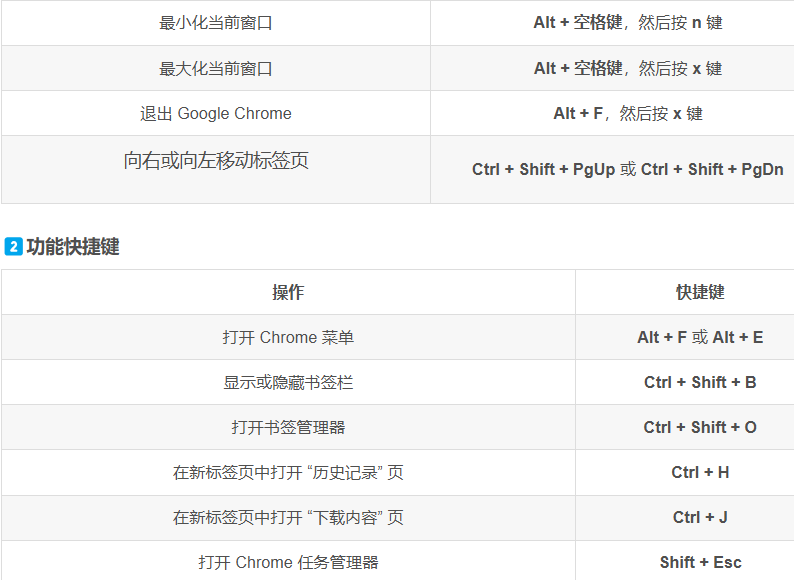 最小化当前窗口 Alt + 空格键，然后按 n 键
最大化当前窗口 Alt + 空格键，然后按 x 键
退出 Google Chrome Alt + F，然后按 x 键
向右或向左移动标签页 Ctrl + Shift + PgUp 或 Ctrl + Shift + PgDn
2 功能快捷键
操作 快捷键
打开 Chrome 菜单 Alt + F 或 Alt + E
显示或隐藏书签栏 Ctrl + Shift + B
打开书签管理器 Ctrl + Shift + O
在新标签页中打开 “历史记录” 页 Ctrl + H
在新标签页中打开 “下载内容” 页 Ctrl + J
打开 Chrome 任务管理器 Shift + Esc